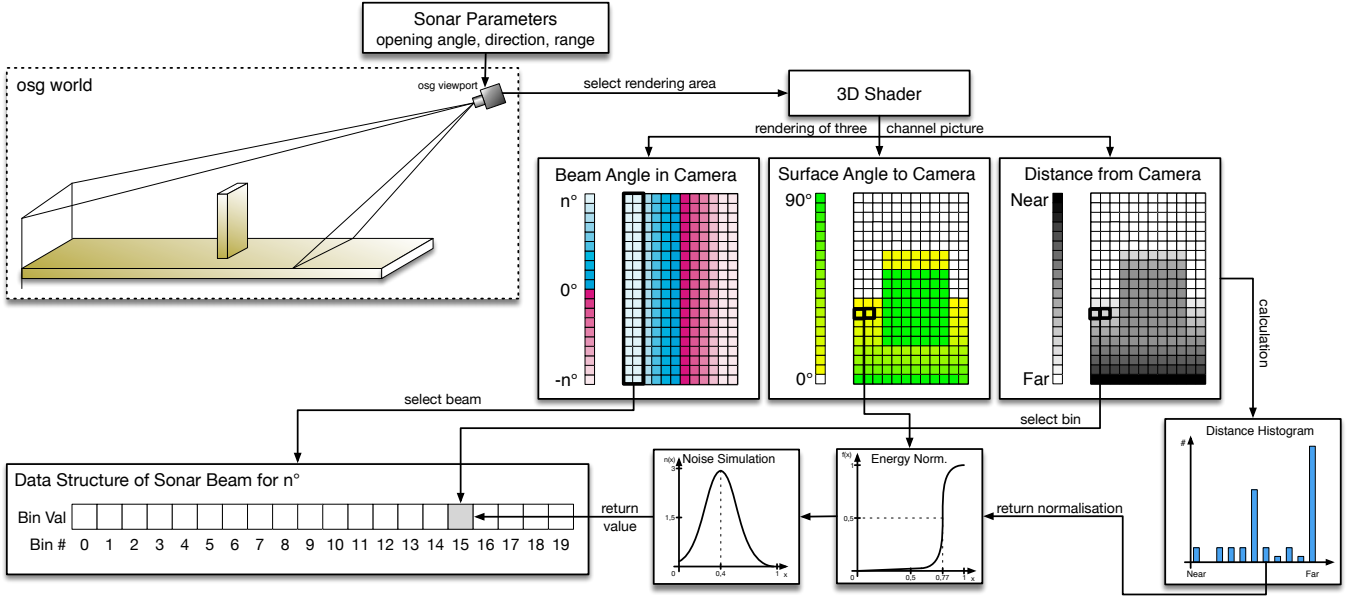 Sonar Parameters
opening angle, direction, range
osg world
osg viewport
select rendering area
3D Shader
rendering of three
channel picture
Beam Angle in Camera
n°
0°
-n°
Surface Angle to Camera
90°
0°
Distance from Camera
Near
Far
calculation
select beam
select bin
Data Structure of Sonar Beam for n°
Bin Val
Bin # 0 1 2 3 4 5 6 7 8 9 10 11 12 13 14 15 16 17 18 19
return
value
Noise Simulation
n(x)
3
1,5
0 0,4 1 x
Energy Norm.
f(x)
1
0,5
0 0,5 0,77 1 x
return normalisation
Distance Histogram
#
Near Far